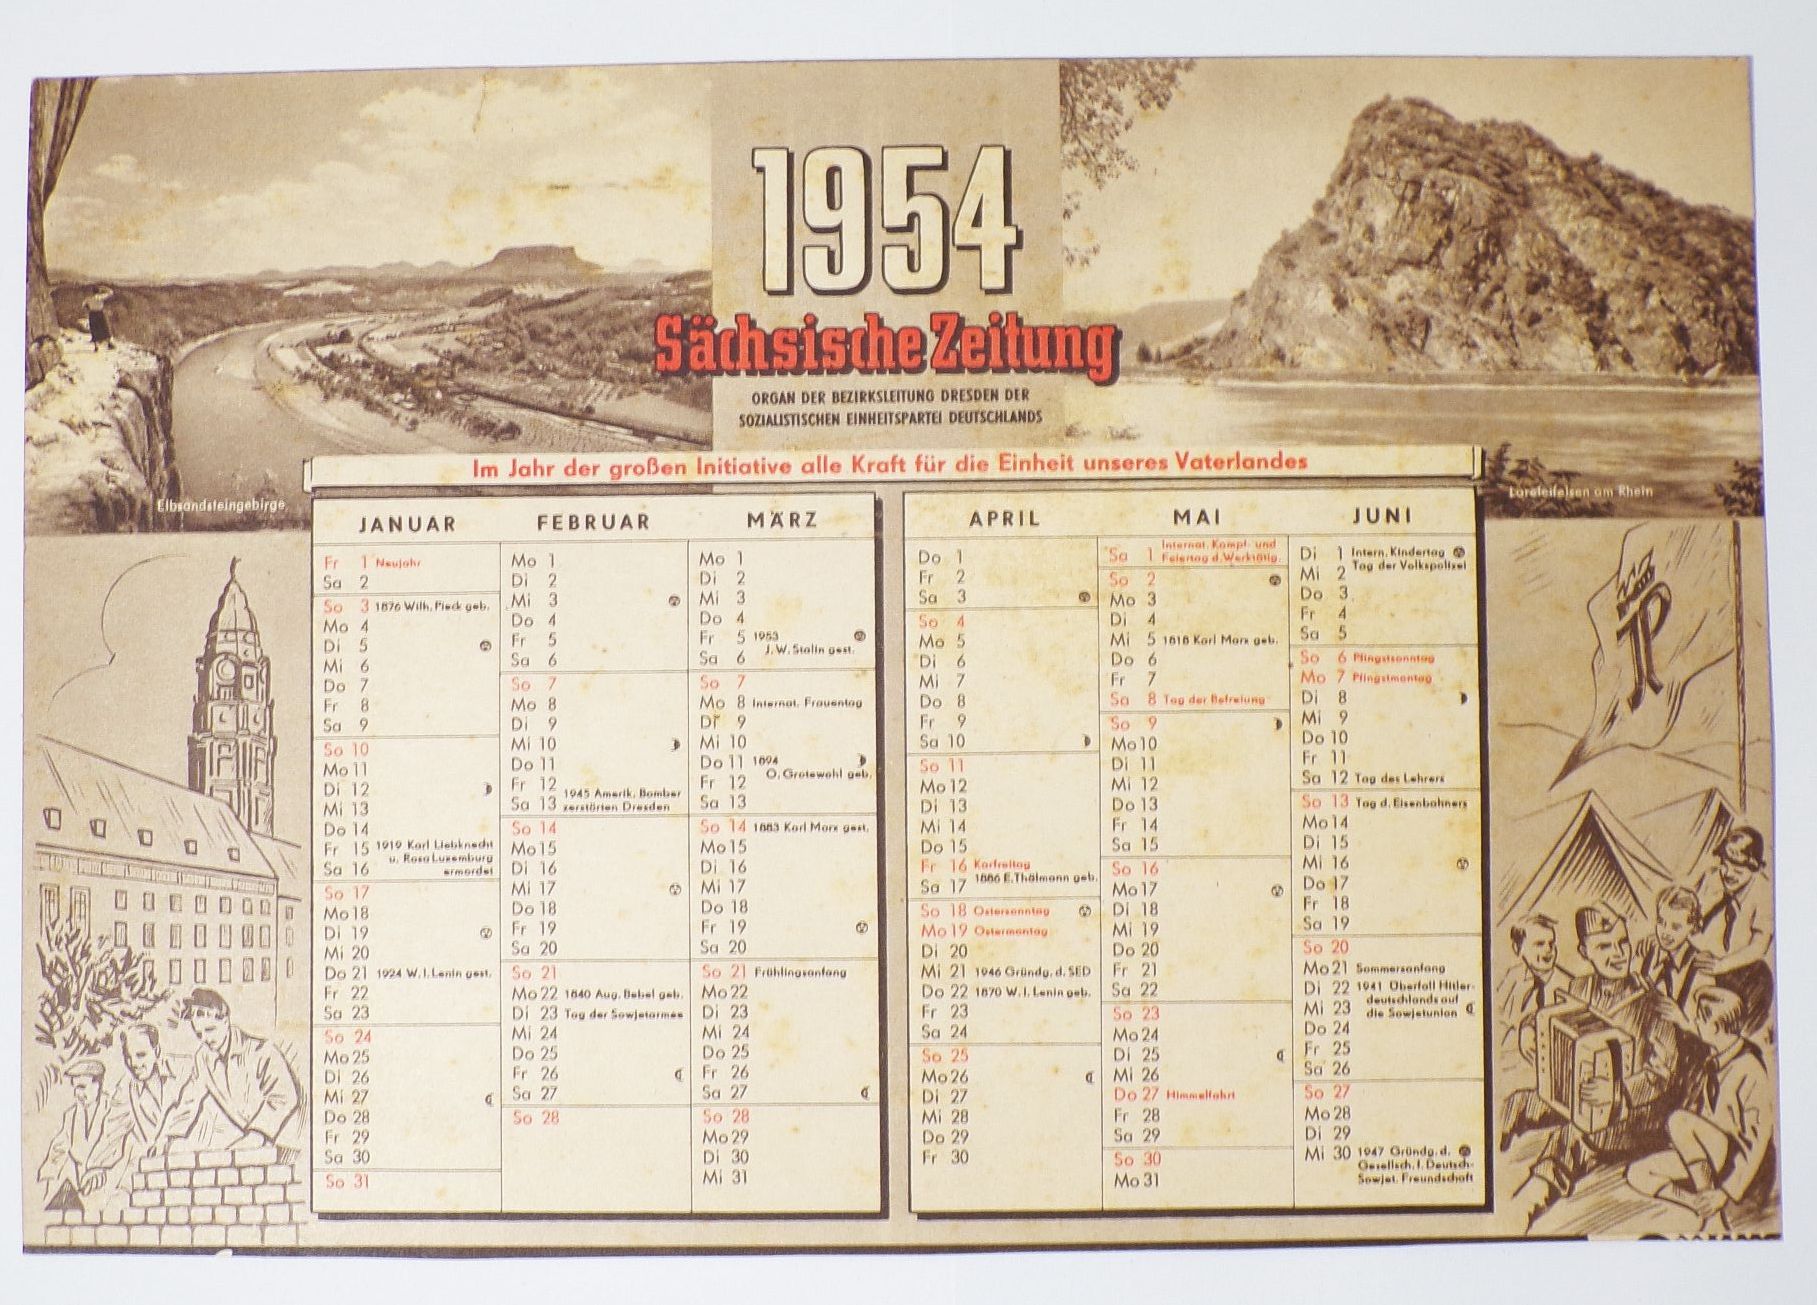 1954
Sächsische Zeitung
ORGAN DER BEZIRKSLEITUNG DRESDEN DER
SOZIALISTISCHEN EINHEITSPARTEI DEUTSCHLANDS
Im Jahr der großen Initiative alle Kraft für die Einheit unseres Vaterlandes
Elbsandsteingebirge
Loreleifelsen am Rhein
JANUAR
Fr 1 Neujahr
Sa 2
So 3 1876 Wilh. Pieck geb.
Mo 4
Di 5
Mi 6
Do 7
Fr 8
Sa 9
So 10
Mo 11
Di 12
Mi 13
Do 14
Fr 15 1919 Karl Liebknecht
u. Rosa Luxemburg
Sa 16 ermordet
So 17
Mo 18
Di 19
Mi 20
Do 21 1924 W. I. Lenin gest.
Fr 22
Sa 23
So 24
Mo 25
Di 26
Mi 27
Do 28
Fr 29
Sa 30
So 31
FEBRUAR
Mo 1
Di 2
Mi 3
Do 4
Fr 5
Sa 6
So 7
Mo 8
Di 9
Mi 10
Do 11
Fr 12
1945 Amerik. Bomber
Sa 13 zerstörten Dresden
So 14
Mo 15
Di 16
Mi 17
Do 18
Fr 19
Sa 20
So 21
Mo 22 1840 Aug. Bebel geb.
Di 23 Tag der Sowjetarmee
Mi 24
Do 25
Fr 26
Sa 27
So 28
MÄRZ
Mo 1
Di 2
Mi 3
Do 4
Fr 5 1953
J. W. Stalin gest.
Sa 6
So 7
Mo 8 Internat. Frauentag
Di 9
Mi 10
Do 11 1894
O. Grotewohl geb.
Fr 12
Sa 13
So 14 1883 Karl Marx gest.
Mo 15
Di 16
Mi 17
Do 18
Fr 19
Sa 20
So 21 Frühlingsanfang
Mo 22
Di 23
Mi 24
Do 25
Fr 26
Sa 27
So 28
Mo 29
Di 30
Mi 31
APRIL
Do 1
Fr 2
Sa 3
So 4
Mo 5
Di 6
Mi 7
Do 8
Fr 9
Sa 10
So 11
Mo 12
Di 13
Mi 14
Do 15
Fr 16 Karfreitag
1886 E. Thälmann geb.
Sa 17
So 18 Ostersonntag
Mo 19 Ostermontag
Di 20
Mi 21 1946 Gründg. d. SED
Do 22 1870 W. I. Lenin geb.
Fr 23
Sa 24
So 25
Mo 26
Di 27
Mi 28
Do 29
Fr 30
MAI
Internat. Kampf- und
Sa 1 Feiertag d. Werktätig.
So 2
Mo 3
Di 4
Mi 5 1818 Karl Marx geb.
Do 6
Fr 7
Sa 8 Tag der Befreiung
So 9
Mo 10
Di 11
Mi 12
Do 13
Fr 14
Sa 15
So 16
Mo 17
Di 18
Mi 19
Do 20
Fr 21
Sa 22
So 23
Mo 24
Di 25
Mi 26
Do 27 Himmelfahrt
Fr 28
Sa 29
So 30
Mo 31
JUNI
Di 1 Intern. Kindertag
Tag der Volkspolizei
Mi 2
Do 3
Fr 4
Sa 5
So 6 Pfingstsonntag
Mo 7 Pfingstmontag
Di 8
Mi 9
Do 10
Fr 11
Sa 12 Tag des Lehrers
So 13 Tag d. Eisenbahners
Mo 14
Di 15
Mi 16
Do 17
Fr 18
Sa 19
So 20
Mo 21 Sommersanfang
Di 22 1941 Überfall Hitler-
deutschlands auf
Mi 23 die Sowjetunion
Do 24
Fr 25
Sa 26
So 27
Mo 28
Di 29
Mi 30 1947 Gründg. d.
Gesellsch. f. Deutsch-
Sowjet. Freundschaft
JP